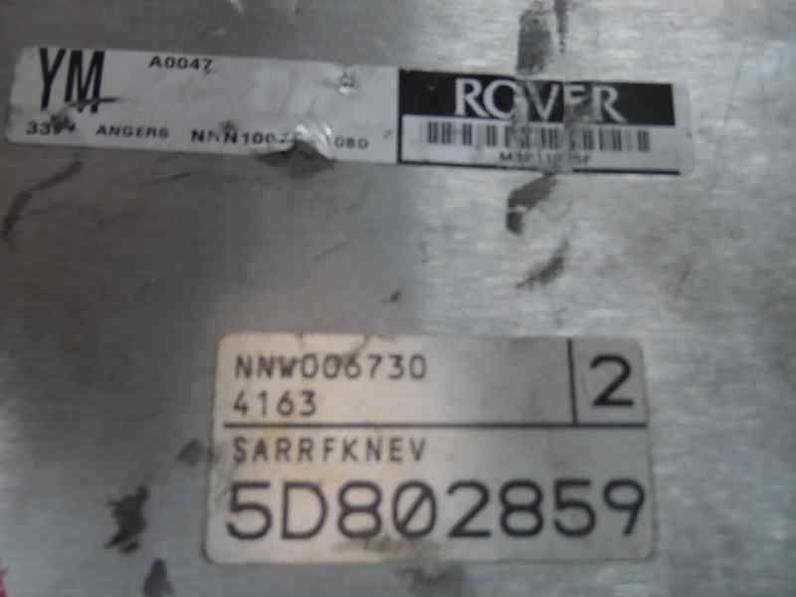 YM
A0047
ANGERS
ROVER
NNW006730
4163
2
SARRFKNEV
5D802859